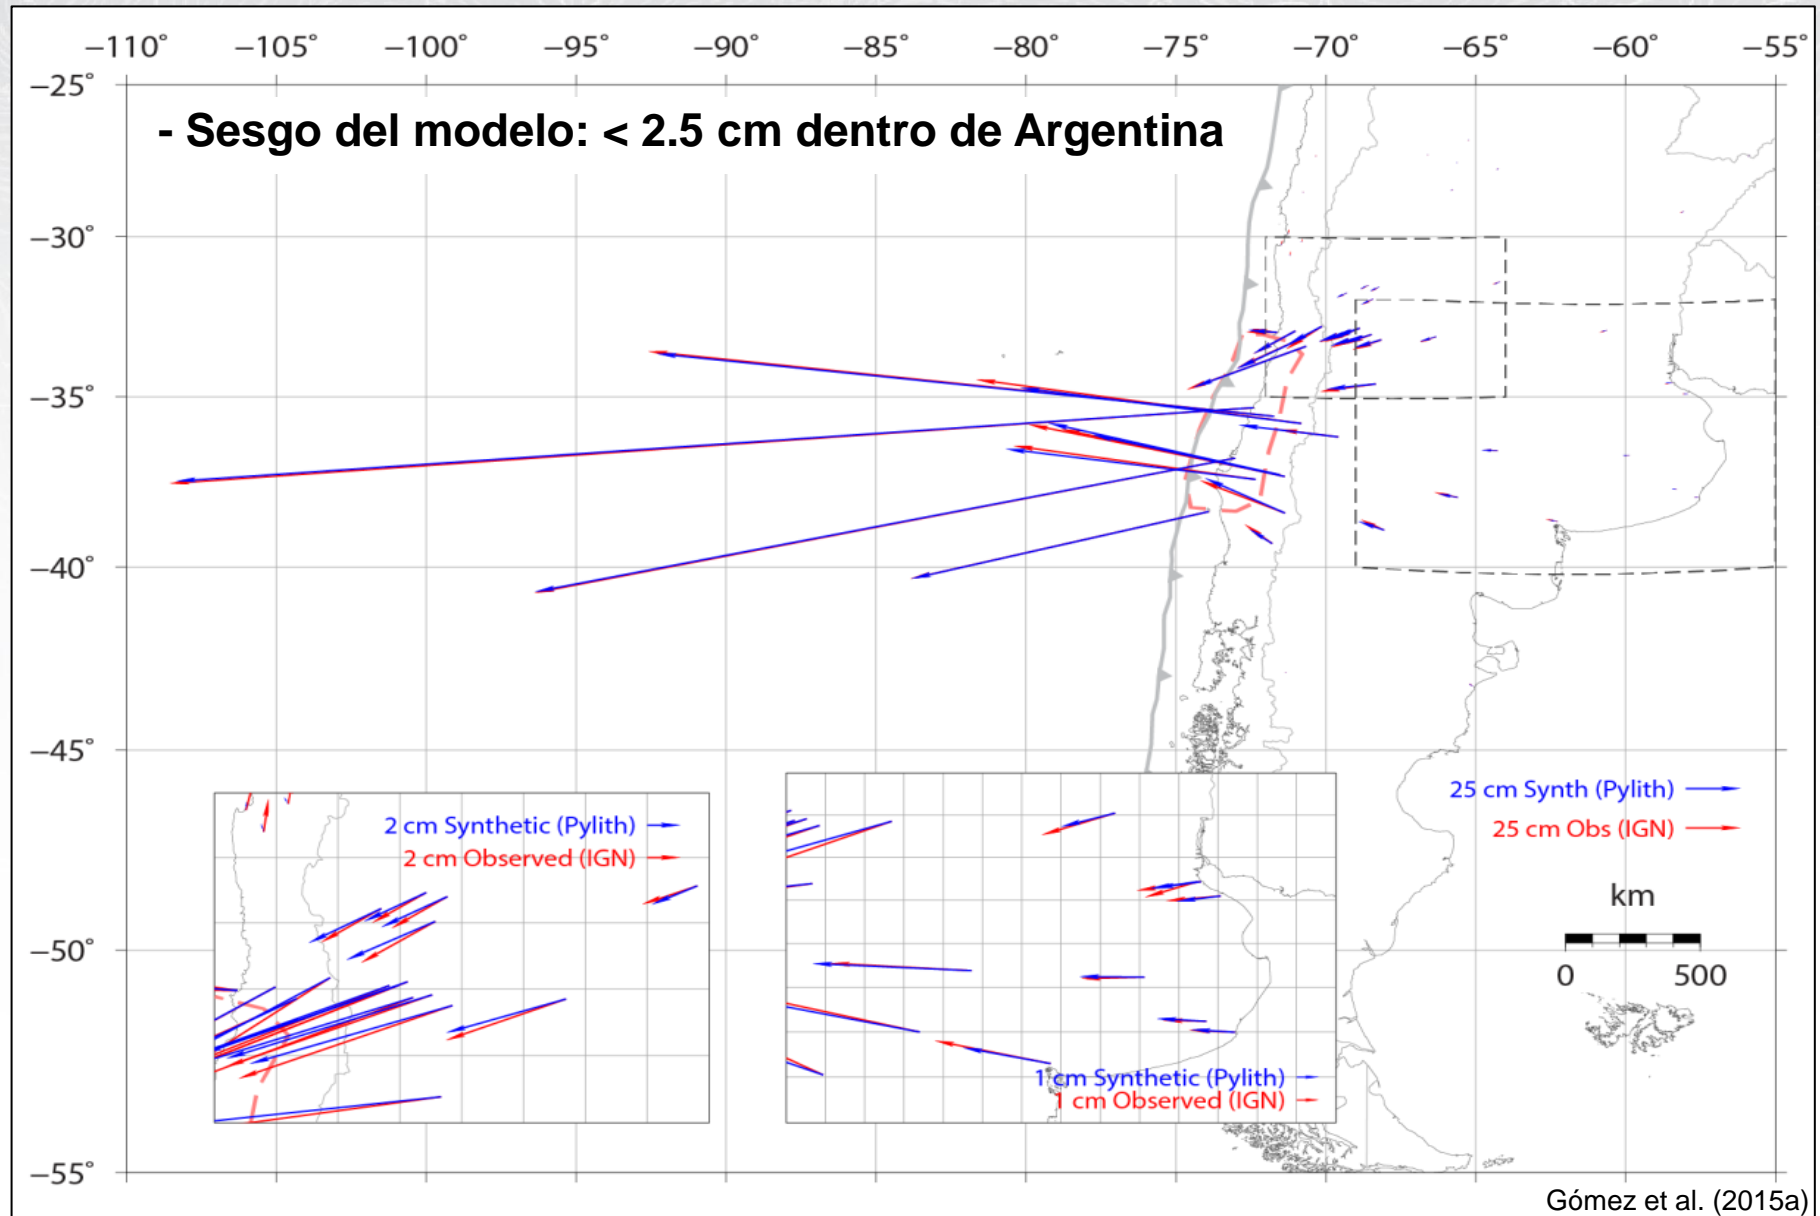 −110° −105° −100° −95° −90° −85° −80° −75° −70° −65° −60° −55°
−25°
- Sesgo del modelo: < 2.5 cm dentro de Argentina
−30°
−35°
−40°
−45°
−50°
−55°
2 cm Synthetic (Pylith)
2 cm Observed (IGN)
1 cm Synthetic (Pylith)
1 cm Observed (IGN)
25 cm Synth (Pylith)
25 cm Obs (IGN)
km
0 500
Gómez et al. (2015a)